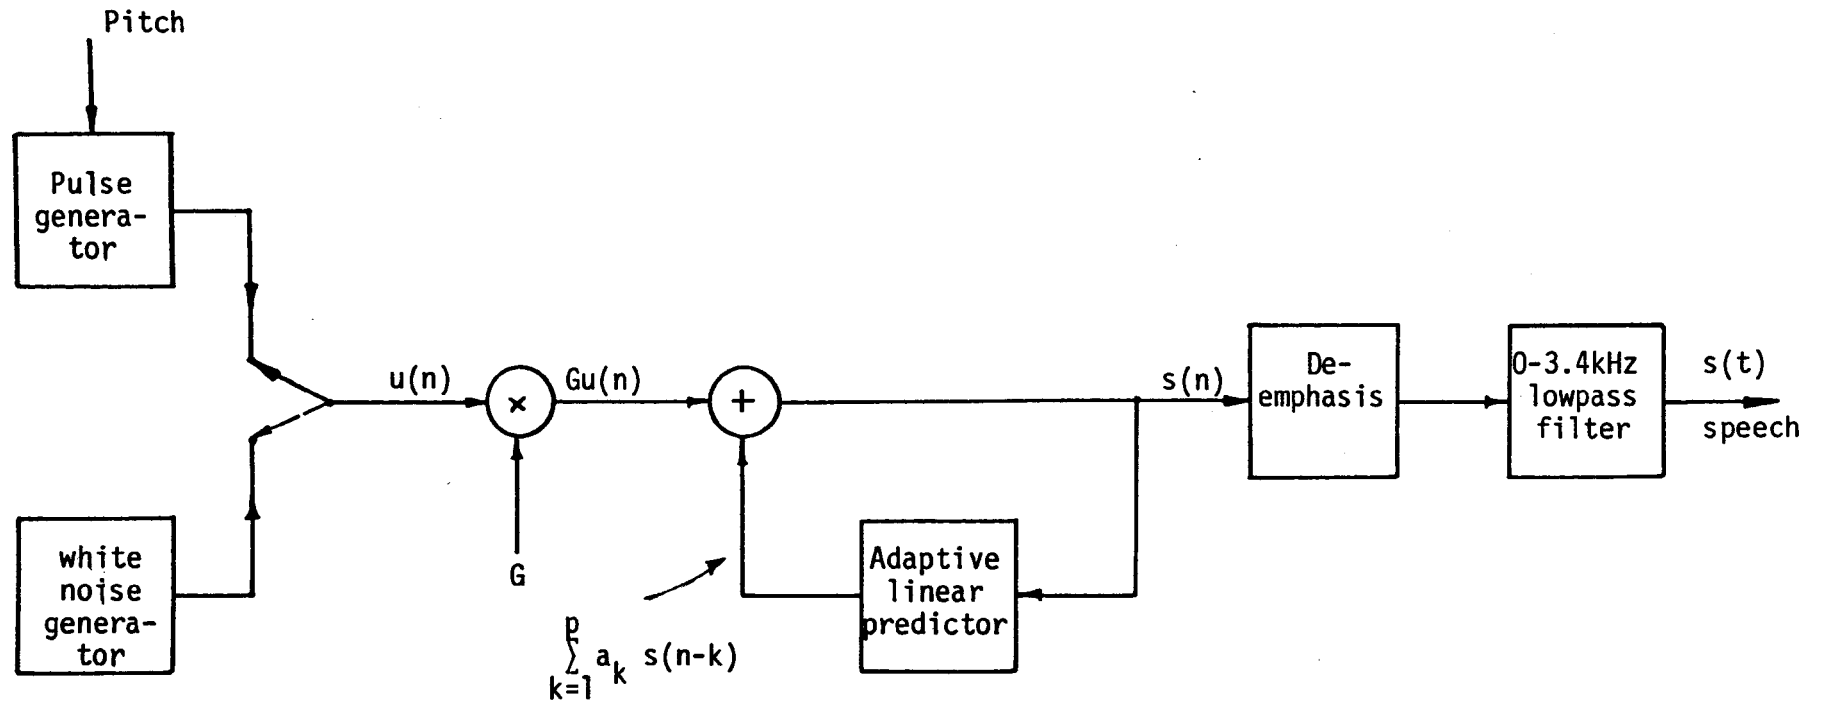 Pitch
Pulse
genera-
tor
white
noise
genera-
tor
u(n)
×
G
Gu(n)
+
p
∑ a_k s(n-k)
k=1
Adaptive
linear
predictor
s(n)
De-
emphasis
0-3.4kHz
lowpass
filter
s(t)
speech